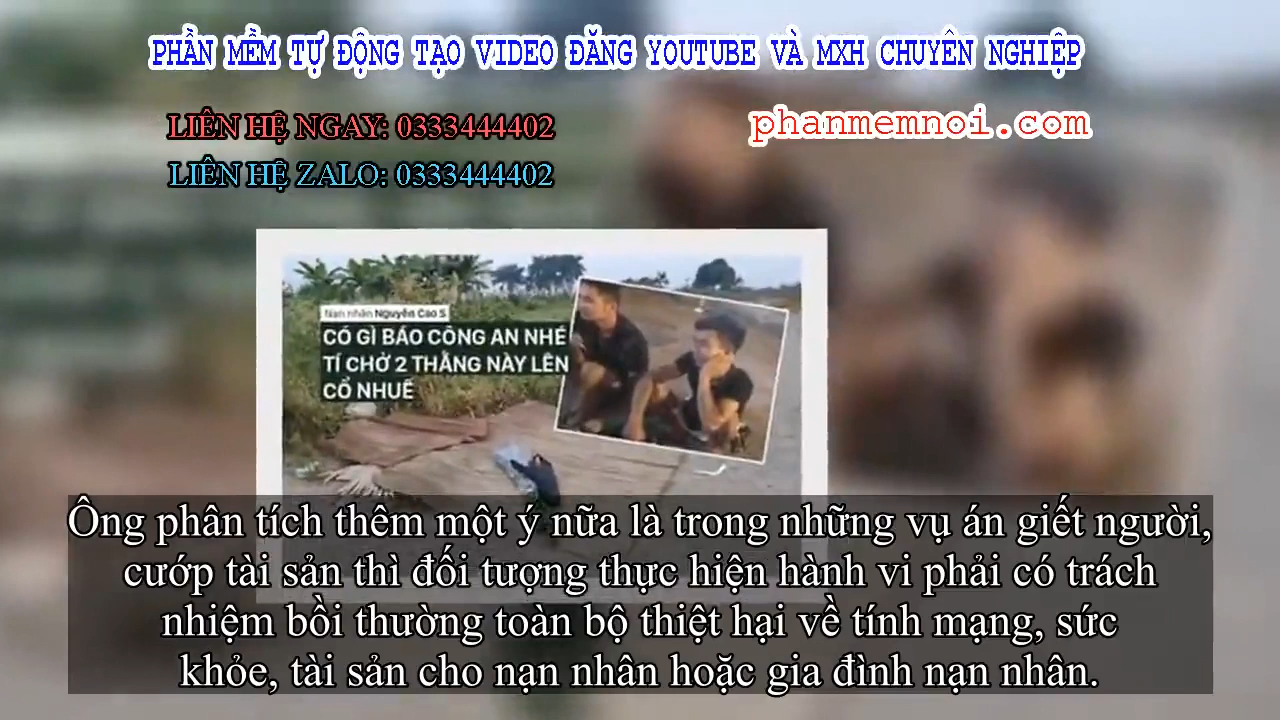 PHẦN MỀM TỰ ĐỘNG TẠO VIDEO ĐĂNG YOUTUBE VÀ MXH CHUYÊN NGHIỆP
LIÊN HỆ NGAY: 0333444402
phanmemnoi.com
LIÊN HỆ ZALO: 0333444402
Nạn nhân Nguyễn Cao S
CÓ GÌ BÁO CÔNG AN NHÉ
TÍ CHỞ 2 THẰNG NÀY LÊN
CỔ NHUẾ
Ông phân tích thêm một ý nữa là trong những vụ án giết người,
cướp tài sản thì đối tượng thực hiện hành vi phải có trách
nhiệm bồi thường toàn bộ thiệt hại về tính mạng, sức
khỏe, tài sản cho nạn nhân hoặc gia đình nạn nhân.